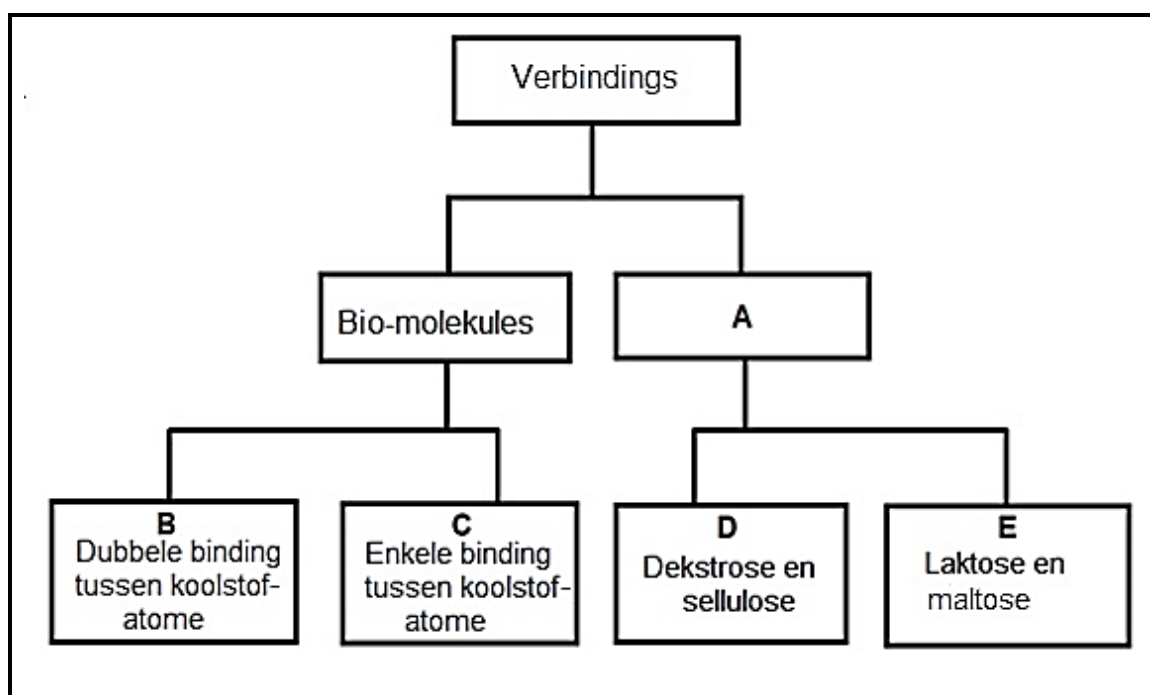 Verbindings
Bio-molekules
A
B
Dubbele binding
tussen koolstof-
atome
C
Enkele binding
tussen koolstof-
atome
D
Dekstrose en
sellulose
E
Laktose en
maltose